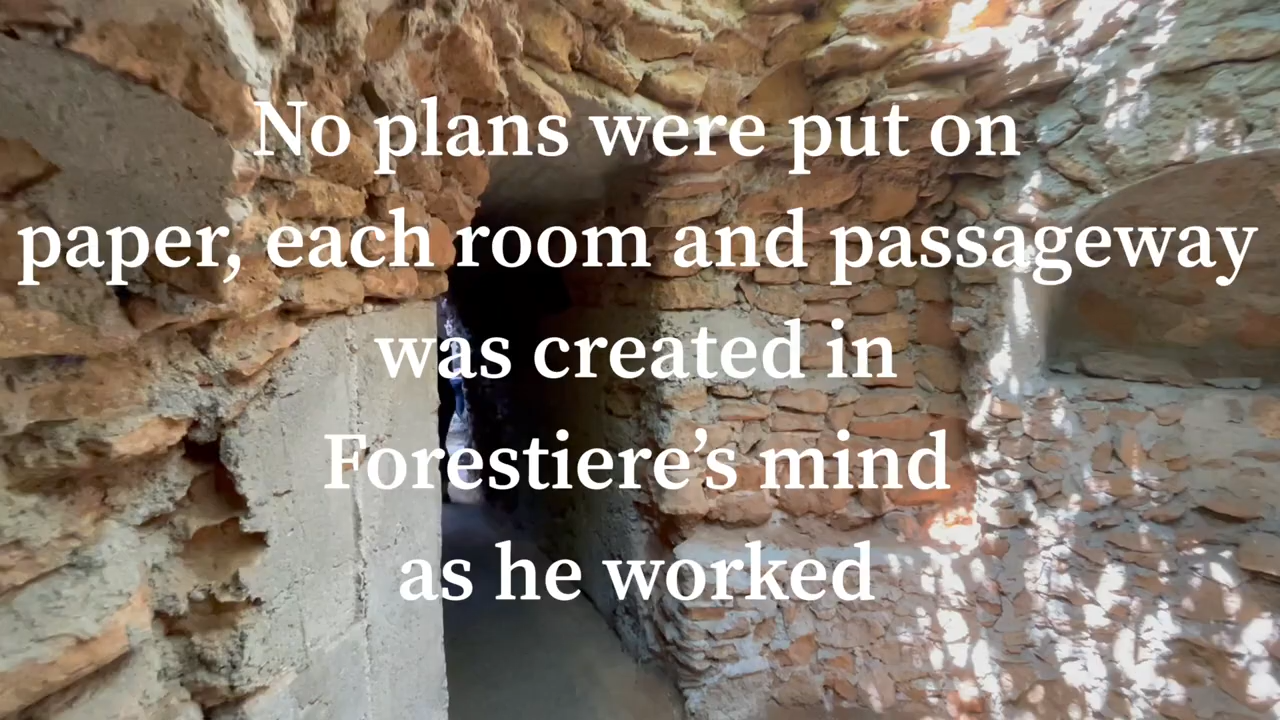 No plans were put on
paper, each room and passageway
was created in
Forestiere’s mind
as he worked